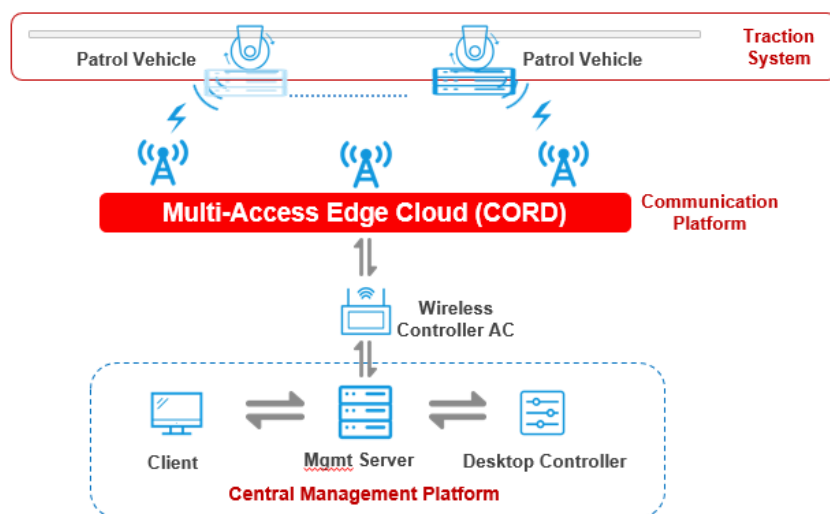 Traction
System
Patrol Vehicle
Patrol Vehicle
Multi-Access Edge Cloud (CORD)
Communication
Platform
Wireless
Controller AC
Client
Mgmt Server
Desktop Controller
Central Management Platform